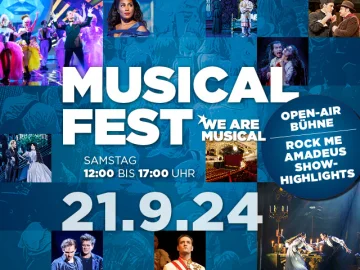 MUSICAL
FEST
WE ARE
MUSICAL
SAMSTAG
12:00 BIS 17:00 UHR
OPEN-AIR
BÜHNE
ROCK ME
AMADEUS
SHOW-
HIGHLIGHTS
21.9.24